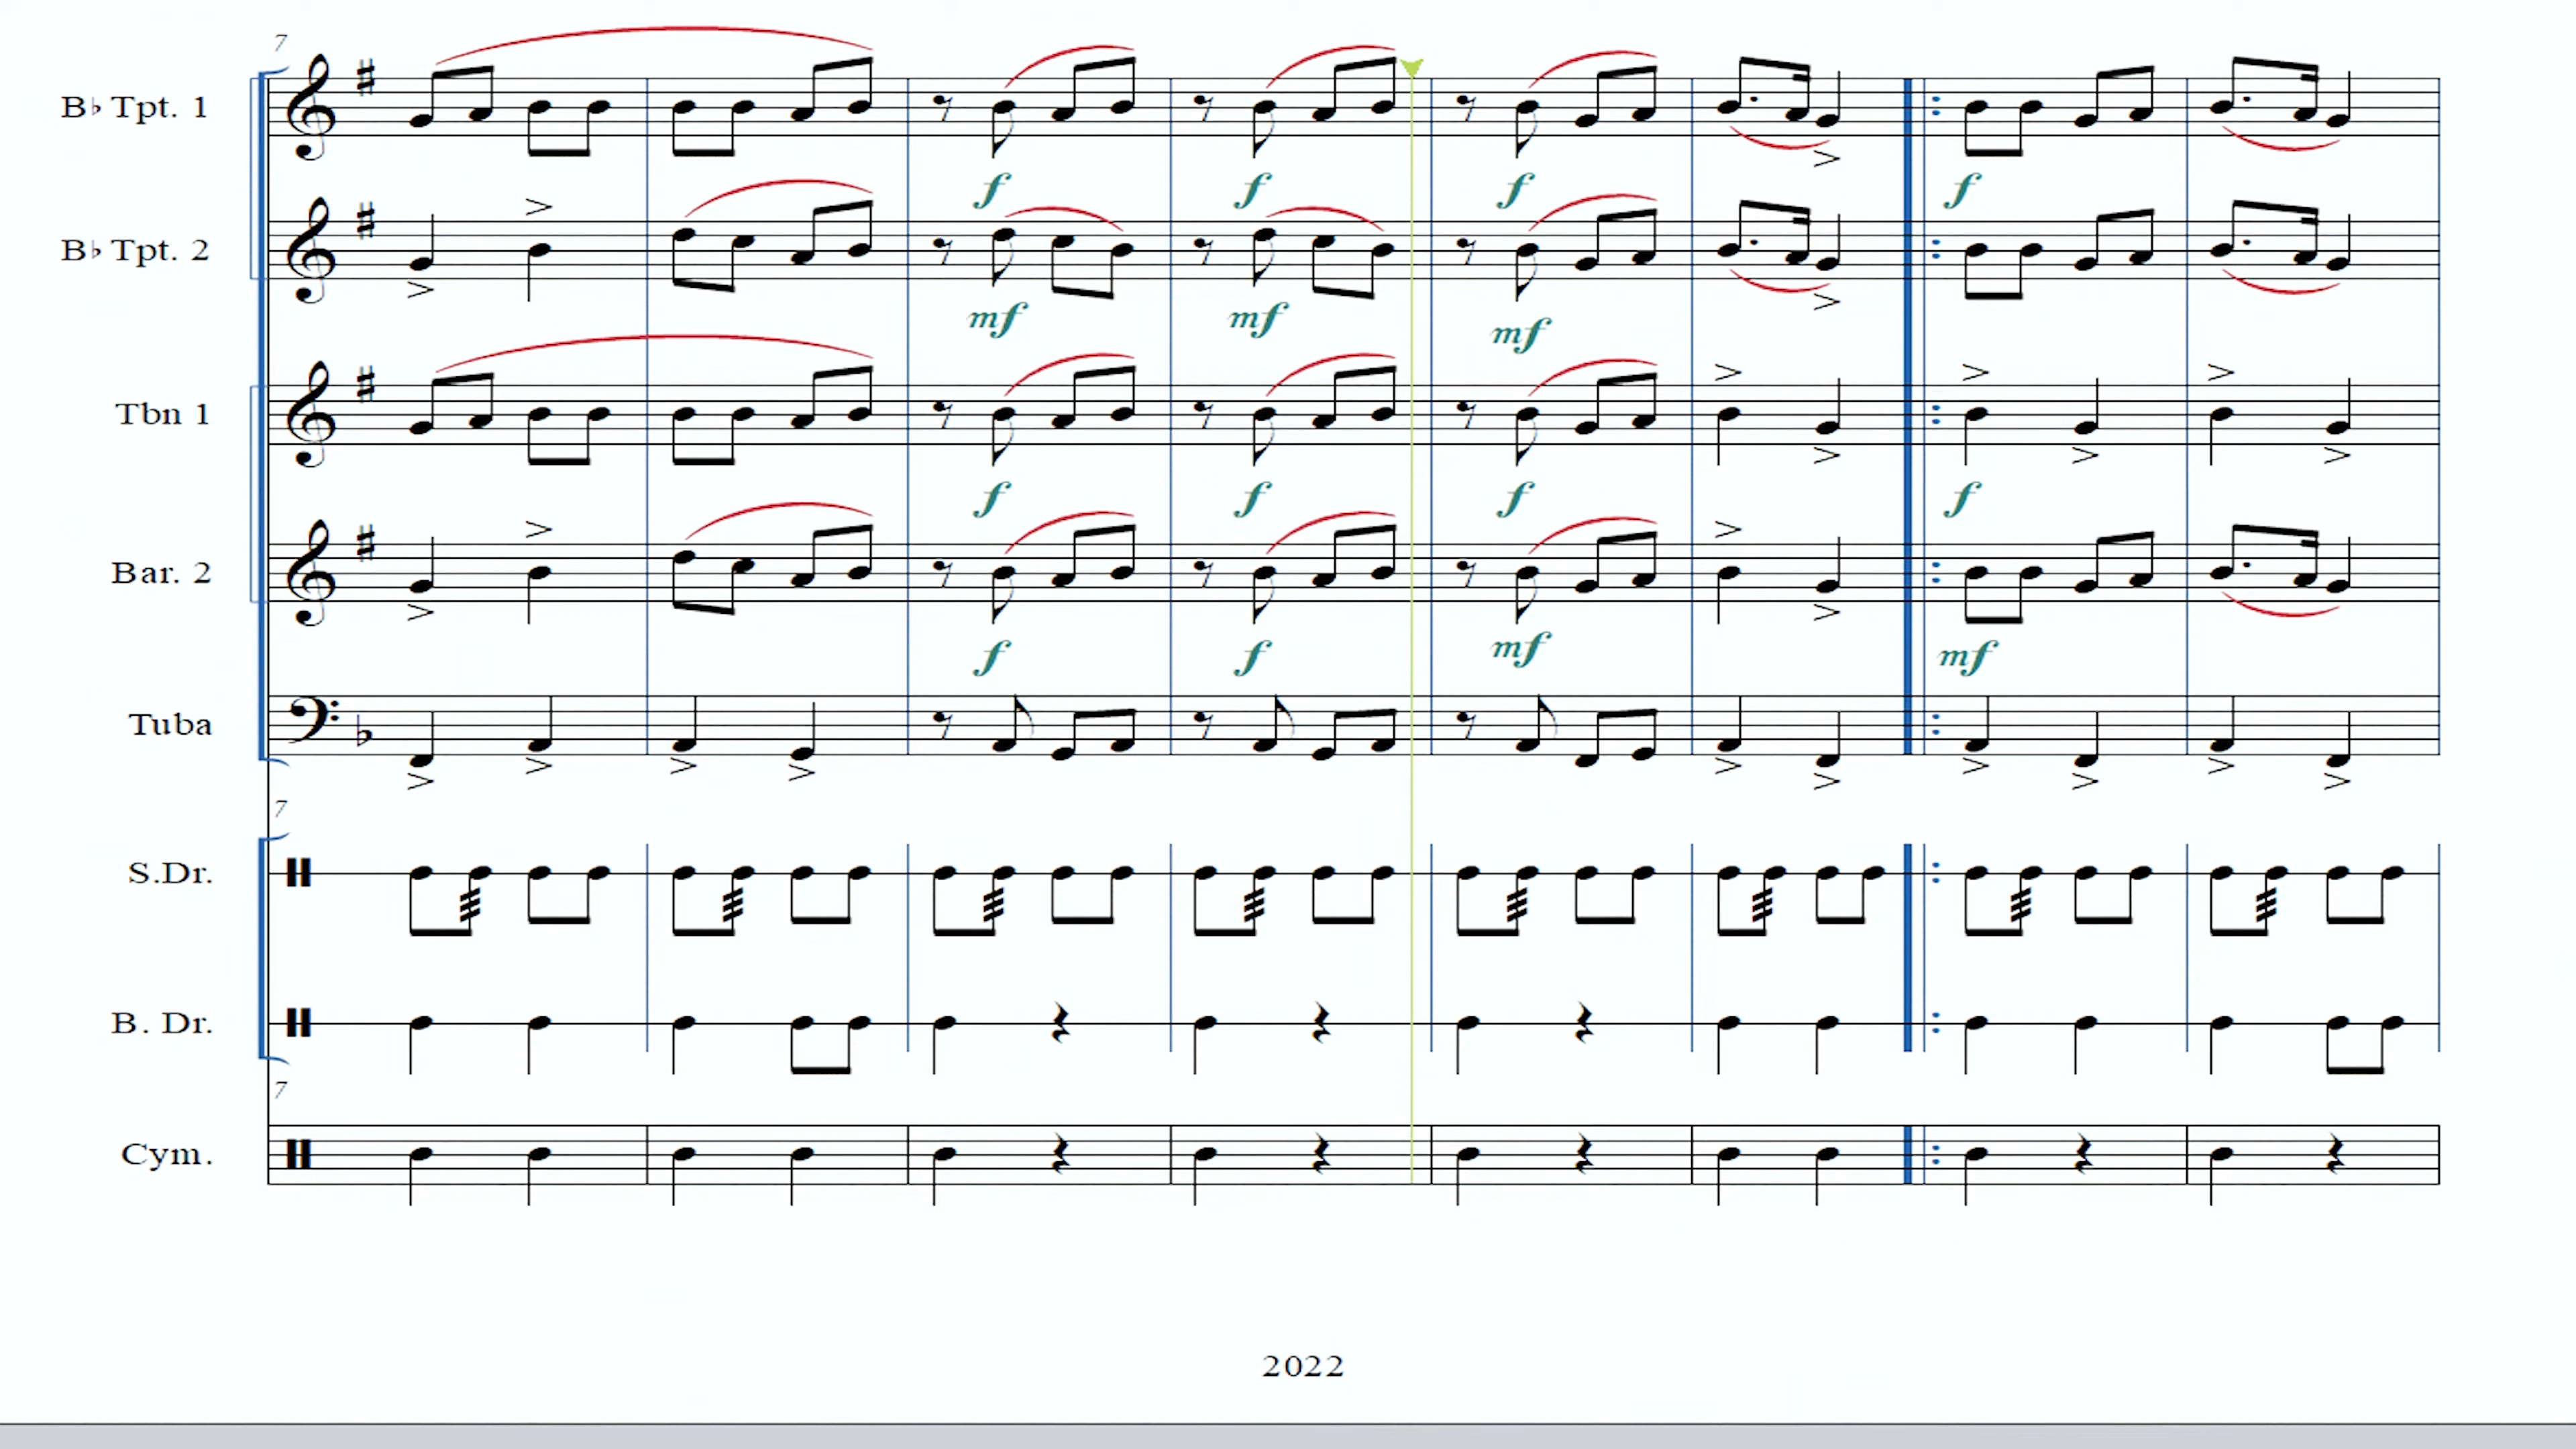 7
B♭ Tpt. 1
f f f f
B♭ Tpt. 2
mf mf mf
Tbn 1
f f f f
Bar. 2
f f mf mf
Tuba
7
S.Dr.
B. Dr.
7
Cym.
2022